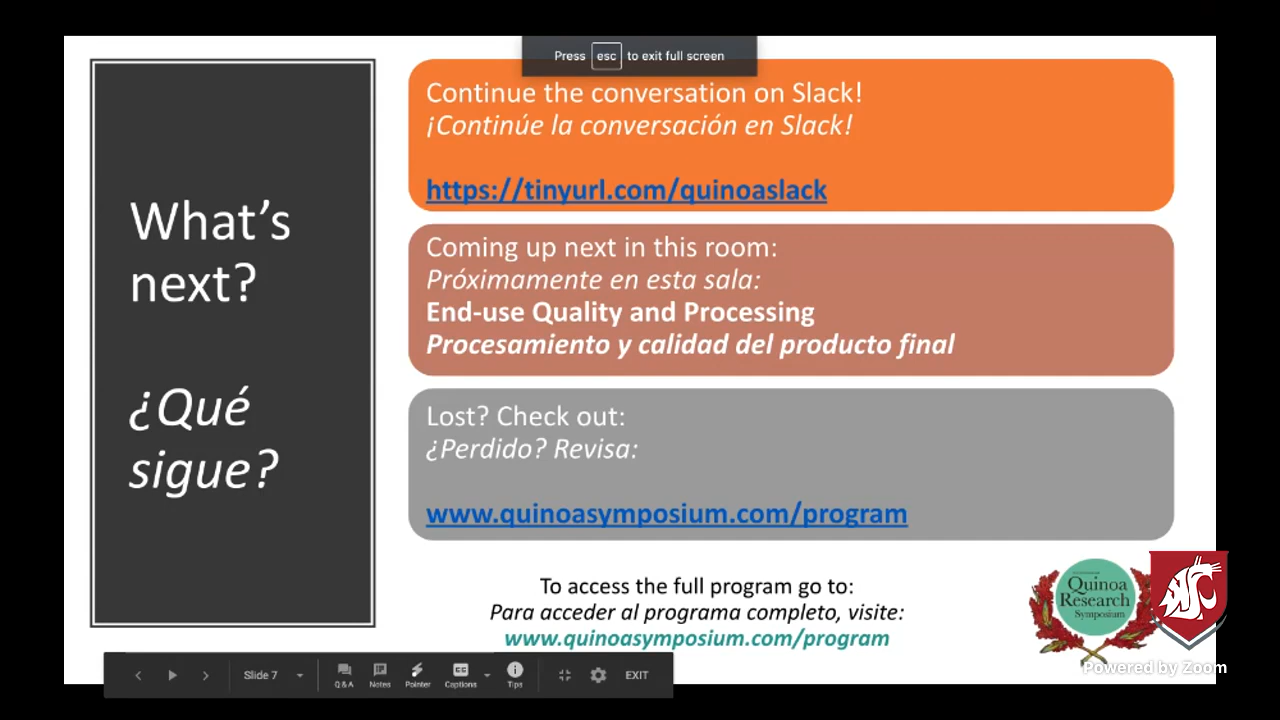 Press esc to exit full screen
What's
next?
¿Qué
sigue?
Continue the conversation on Slack!
¡Continúe la conversación en Slack!
https://tinyurl.com/quinoaslack
Coming up next in this room:
Próximamente en esta sala:
End-use Quality and Processing
Procesamiento y calidad del producto final
Lost? Check out:
¿Perdido? Revisa:
www.quinoasymposium.com/program
To access the full program go to:
Para acceder al programa completo, visite:
www.quinoasymposium.com/program
Quinoa
Research
Symposium
Powered by Zoom
Slide 7
Q&A
Notes
Pointer
CC
Captions
Tips
EXIT